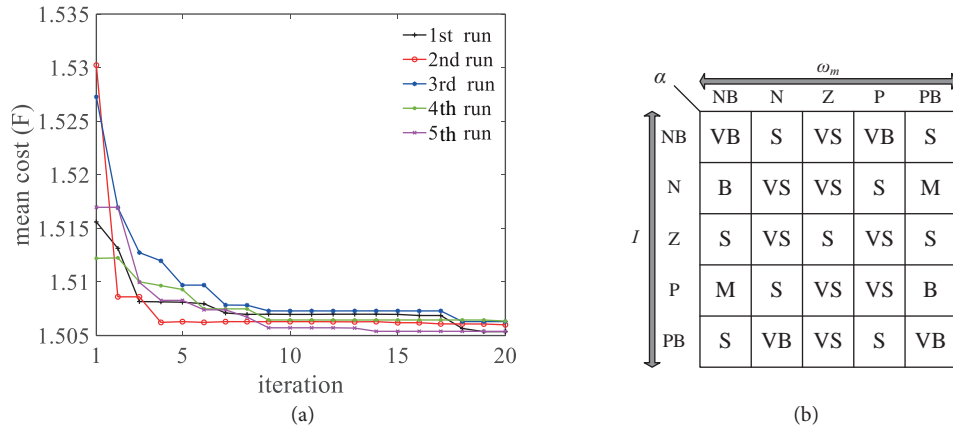 1.535
1.53
1.525
1.52
1.515
1.51
1.505
mean cost (F)
1 5 10 15 20
iteration
1st run
2nd run
3rd run
4th run
5th run
(a)
α
ω_m
NB N Z P PB
I
NB VB S VS VB S
N B VS VS S M
Z S VS S VS S
P M S VS VS B
PB S VB VS S VB
(b)